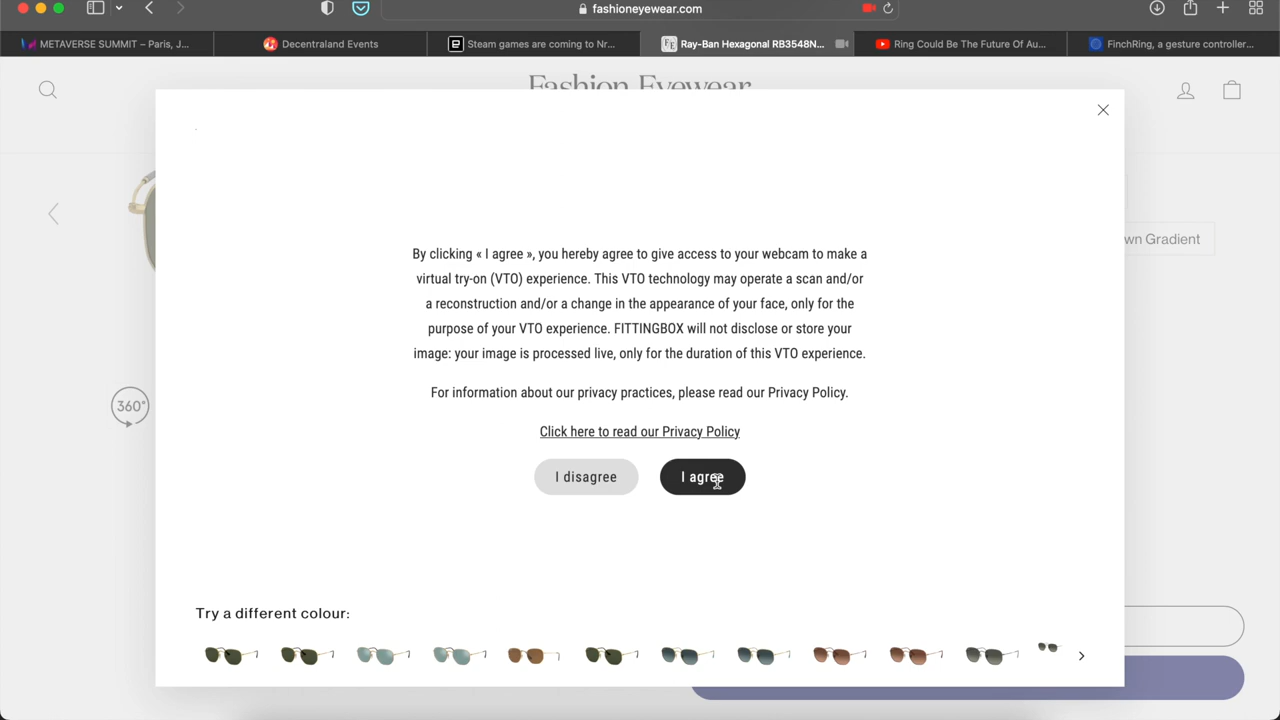 fashioneyewear.com
METAVERSE SUMMIT – Paris, J...
Decentraland Events
Steam games are coming to Nr...
Ray-Ban Hexagonal RB3548N...
Ring Could Be The Future Of Au...
FinchRing, a gesture controller...
Fashion Eyewear
wn Gradient
By clicking « I agree », you hereby agree to give access to your webcam to make a
virtual try-on (VTO) experience. This VTO technology may operate a scan and/or
a reconstruction and/or a change in the appearance of your face, only for the
purpose of your VTO experience. FITTINGBOX will not disclose or store your
image: your image is processed live, only for the duration of this VTO experience.
For information about our privacy practices, please read our Privacy Policy.
360°
Click here to read our Privacy Policy
I disagree
I agree
Try a different colour: